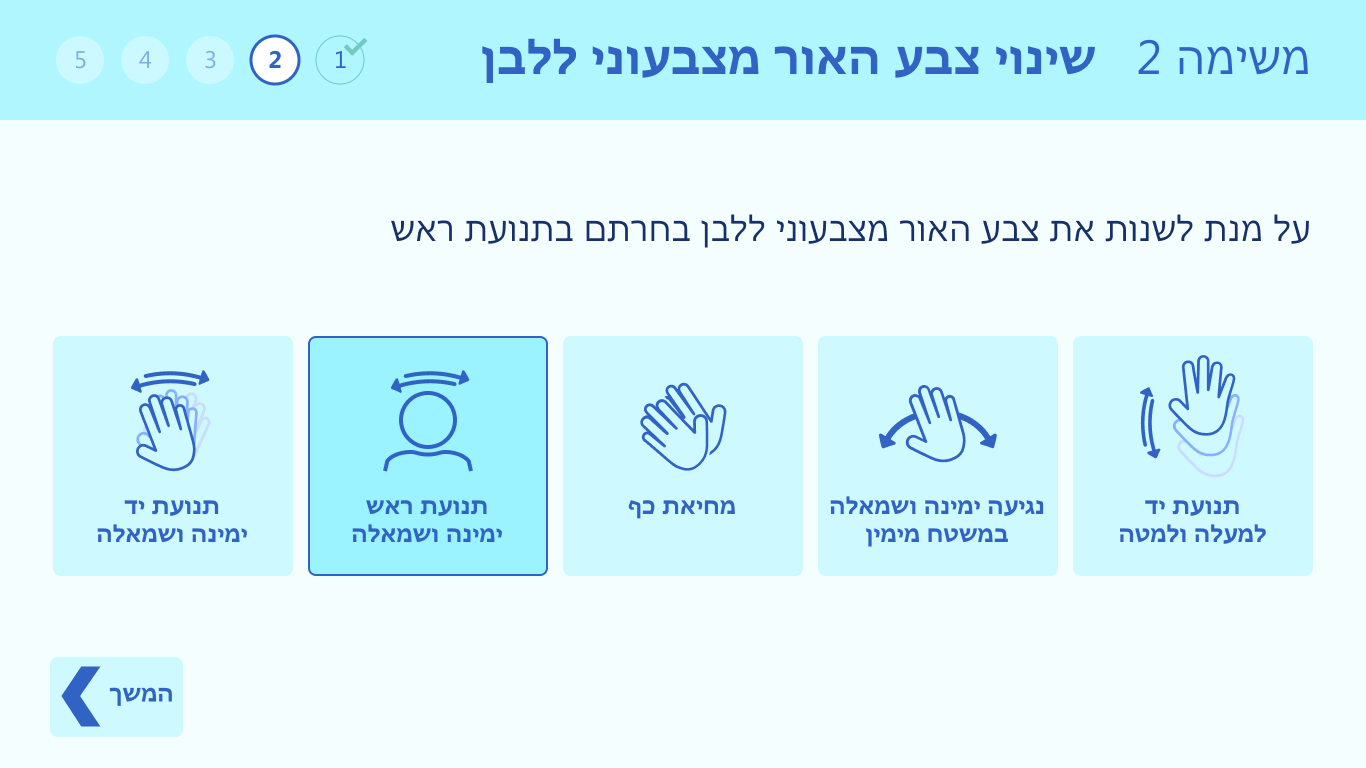 משימה 2 שינוי צבע האור מצבעוני ללבן
1 2 3 4 5
על מנת לשנות את צבע האור מצבעוני ללבן בחרתם בתנועת ראש
תנועת יד
למעלה ולמטה
נגיעה ימינה ושמאלה
במשטח מימין
מחיאת כף
תנועת ראש
ימינה ושמאלה
תנועת יד
ימינה ושמאלה
המשך